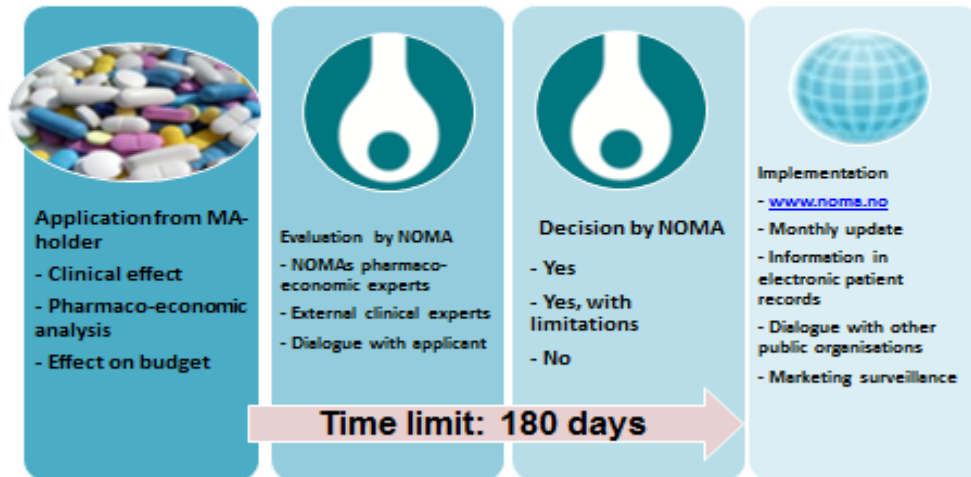 Application from MA-
holder
- Clinical effect
- Pharmaco-economic
analysis
- Effect on budget
Evaluation by NOMA
- NOMAs pharmaco-
economic experts
- External clinical experts
- Dialogue with applicant
Decision by NOMA
- Yes
- Yes, with
limitations
- No
Implementation
- www.noma.no
- Monthly update
- Information in
electronic patient
records
- Dialogue with other
public organisations
- Marketing surveillance
Time limit: 180 days